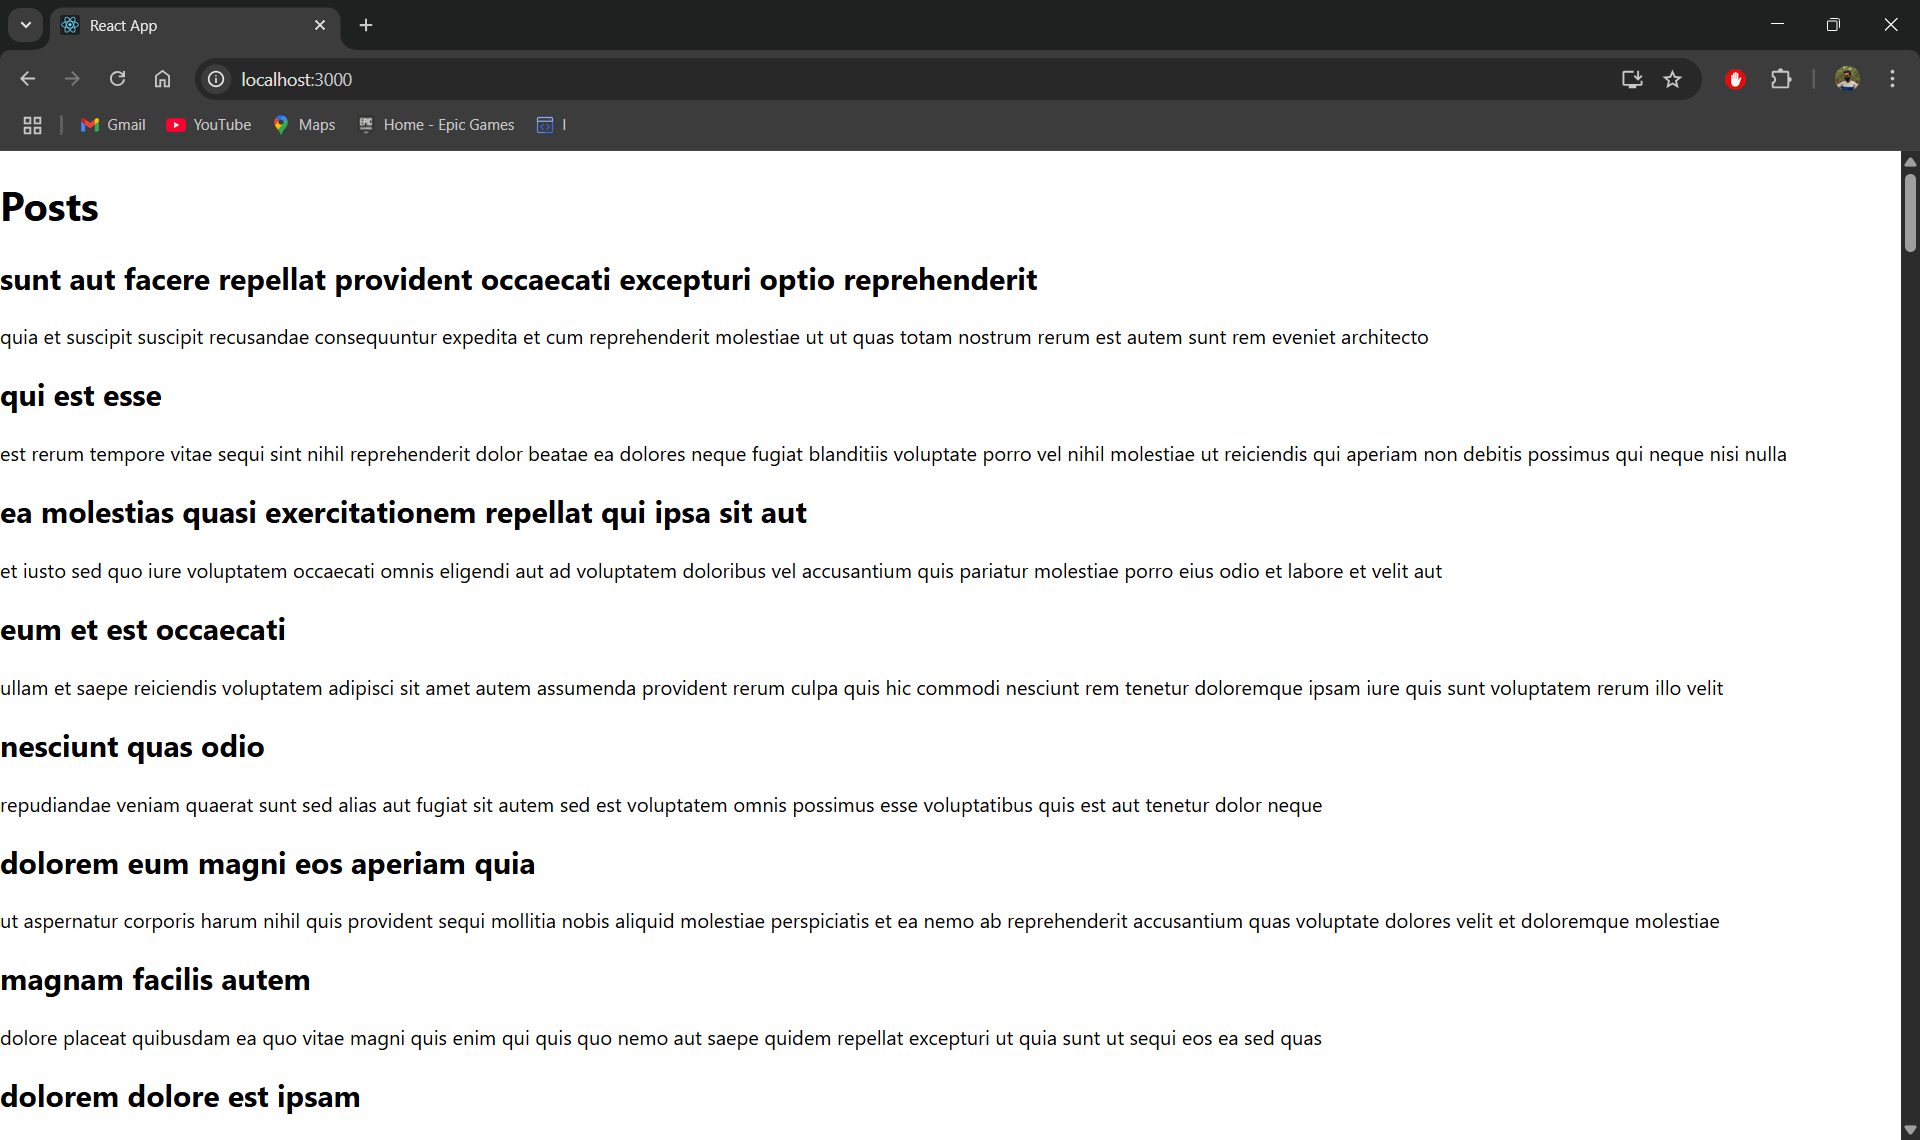 React App
localhost:3000
Gmail
YouTube
Maps
EPIC
Home - Epic Games
I
Posts
sunt aut facere repellat provident occaecati excepturi optio reprehenderit
quia et suscipit suscipit recusandae consequuntur expedita et cum reprehenderit molestiae ut ut quas totam nostrum rerum est autem sunt rem eveniet architecto
qui est esse
est rerum tempore vitae sequi sint nihil reprehenderit dolor beatae ea dolores neque fugiat blanditiis voluptate porro vel nihil molestiae ut reiciendis qui aperiam non debitis possimus qui neque nisi nulla
ea molestias quasi exercitationem repellat qui ipsa sit aut
et iusto sed quo iure voluptatem occaecati omnis eligendi aut ad voluptatem doloribus vel accusantium quis pariatur molestiae porro eius odio et labore et velit aut
eum et est occaecati
ullam et saepe reiciendis voluptatem adipisci sit amet autem assumenda provident rerum culpa quis hic commodi nesciunt rem tenetur doloremque ipsam iure quis sunt voluptatem rerum illo velit
nesciunt quas odio
repudiandae veniam quaerat sunt sed alias aut fugiat sit autem sed est voluptatem omnis possimus esse voluptatibus quis est aut tenetur dolor neque
dolorem eum magni eos aperiam quia
ut aspernatur corporis harum nihil quis provident sequi mollitia nobis aliquid molestiae perspiciatis et ea nemo ab reprehenderit accusantium quas voluptate dolores velit et doloremque molestiae
magnam facilis autem
dolore placeat quibusdam ea quo vitae magni quis enim qui quis quo nemo aut saepe quidem repellat excepturi ut quia sunt ut sequi eos ea sed quas
dolorem dolore est ipsam